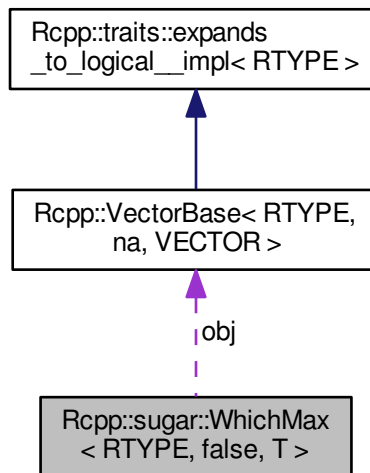 Rcpp::traits::expands
_to_logical__impl< RTYPE >
Rcpp::VectorBase< RTYPE,
na, VECTOR >
obj
Rcpp::sugar::WhichMax
< RTYPE, false, T >